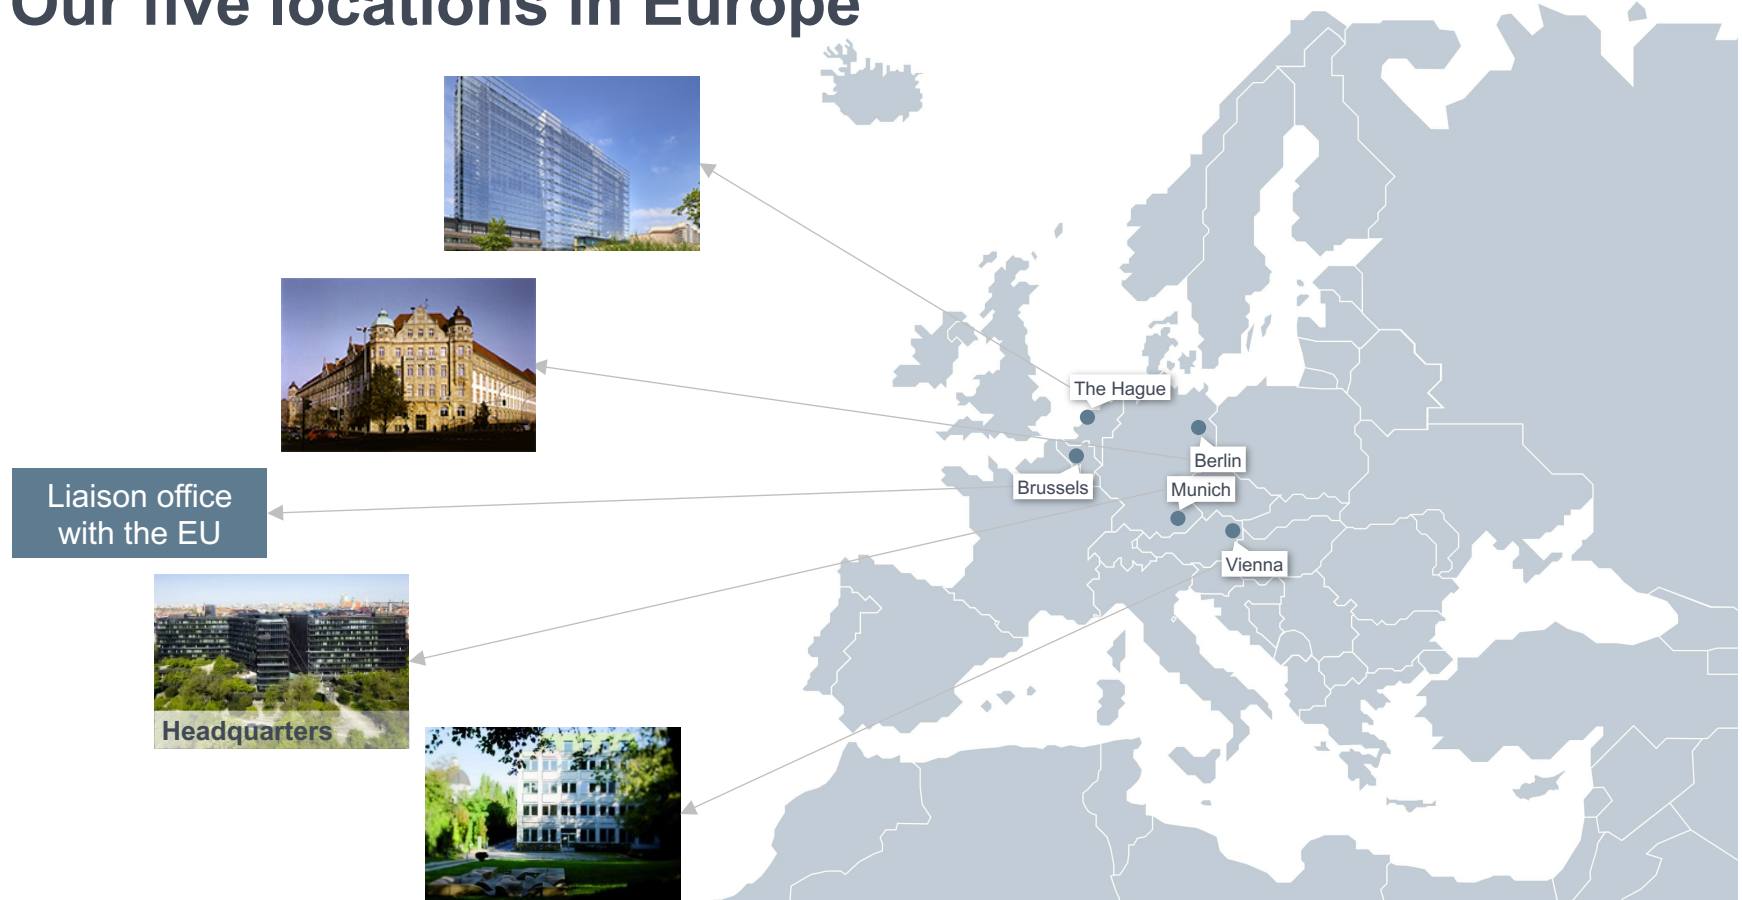 Our five locations in Europe
The Hague
Berlin
Brussels
Munich
Liaison office
with the EU
Vienna
Headquarters